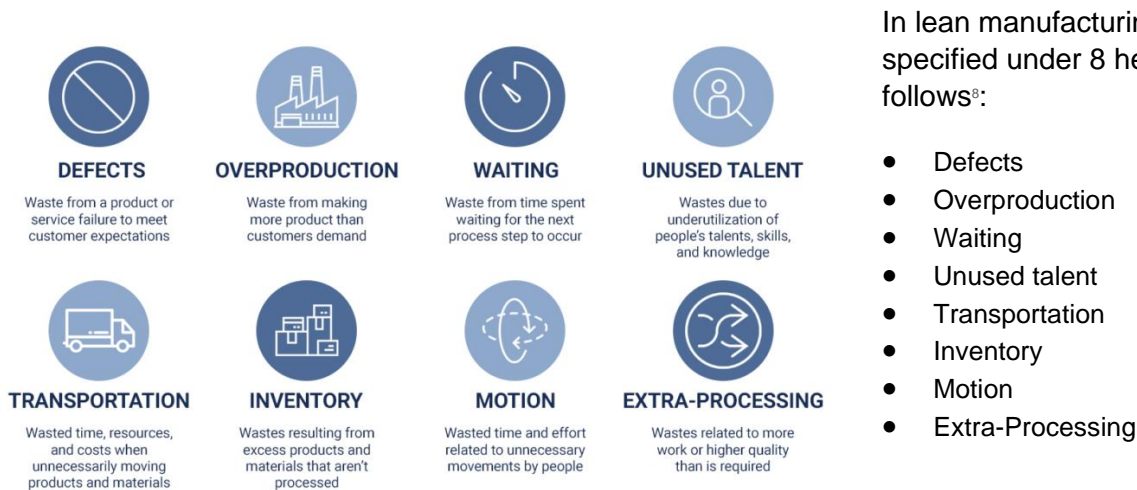 DEFECTS
Waste from a product or
service failure to meet
customer expectations
OVERPRODUCTION
Waste from making
more product than
customers demand
WAITING
Waste from time spent
waiting for the next
process step to occur
UNUSED TALENT
Wastes due to
underutilization of
people's talents, skills,
and knowledge
TRANSPORTATION
Wasted time, resources,
and costs when
unnecessarily moving
products and materials
INVENTORY
Wastes resulting from
excess products and
materials that aren't
processed
MOTION
Wasted time and effort
related to unnecessary
movements by people
EXTRA-PROCESSING
Wastes related to more
work or higher quality
than is required
In lean
specified under 8
follows⁸:
• Defects
• Overproduction
• Waiting
• Unused talent
• Transportation
• Inventory
• Motion
• Extra-Processing